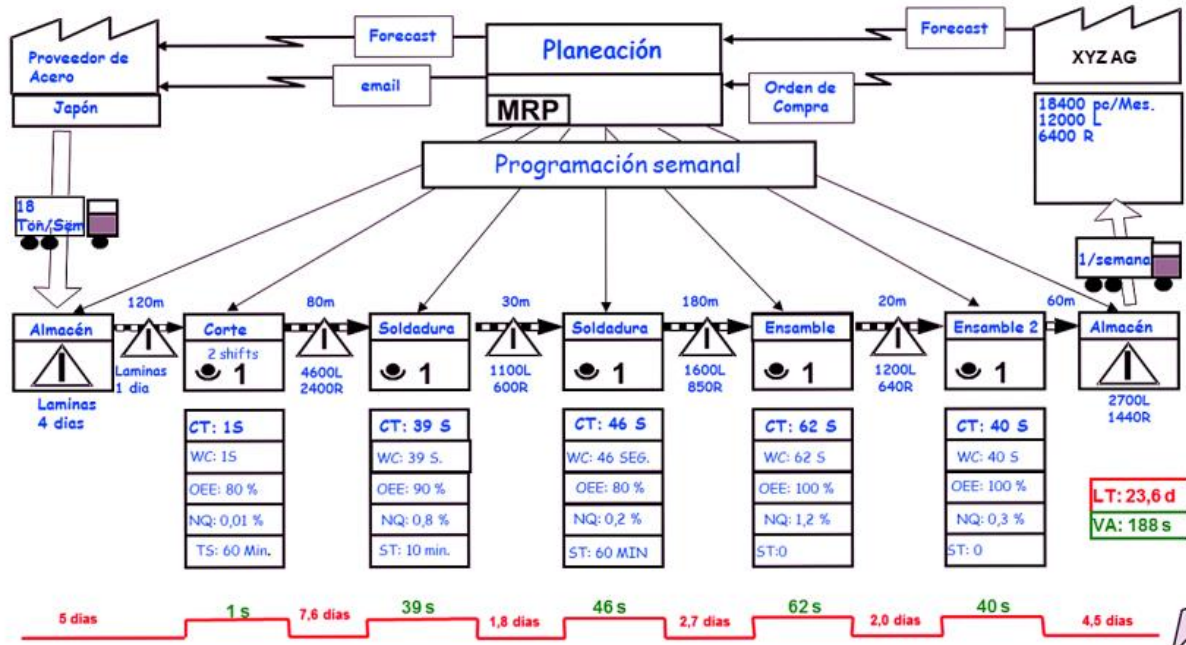 Proveedor de
Acero
Japón
Forecast
email
Planeación
MRP
Forecast
Orden de
Compra
XYZ AG
18400 pc/Mes.
12000 L
6400 R
Programación semanal
18
Ton/Sem
1/semana
120m
80m
30m
180m
20m
60m
Almacén
Corte
Soldadura
Soldadura
Ensamble
Ensamble 2
Almacén
2 shifts
1
1
1
1
1
Laminas
4 dias
Laminas
1 dia
4600L
2400R
1100L
600R
1600L
850R
1200L
640R
2700L
1440R
CT: 1S
WC: 1S
OEE: 80 %
NQ: 0,01 %
TS: 60 Min.
CT: 39 S
WC: 39 S.
OEE: 90 %
NQ: 0,8 %
ST: 10 min.
CT: 46 S
WC: 46 SEG.
OEE: 80 %
NQ: 0,2 %
ST: 60 MIN
CT: 62 S
WC: 62 S
OEE: 100 %
NQ: 1,2 %
ST:0
CT: 40 S
WC: 40 S
OEE: 100 %
NQ: 0,3 %
ST: 0
LT: 23,6 d
VA: 188 s
5 dias
1 s
7,6 dias
39 s
1,8 dias
46 s
2,7 dias
62 s
2,0 dias
40 s
4,5 dias